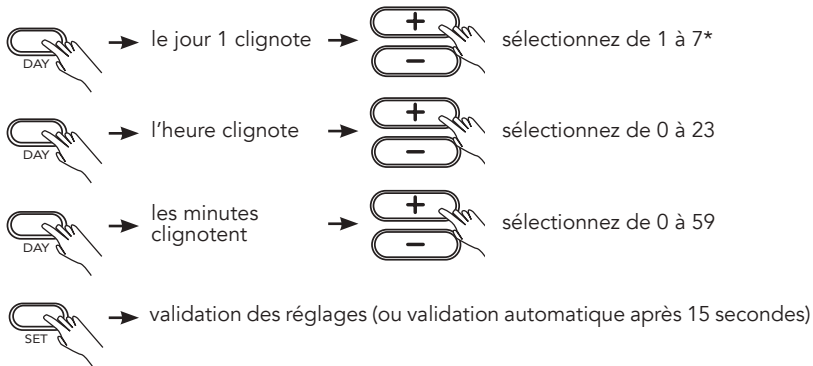 le jour 1 clignote
+
−
sélectionnez de 1 à 7*
DAY
l'heure clignote
+
−
sélectionnez de 0 à 23
DAY
les minutes
clignotent
+
−
sélectionnez de 0 à 59
DAY
validation des réglages (ou validation automatique après 15 secondes)
SET